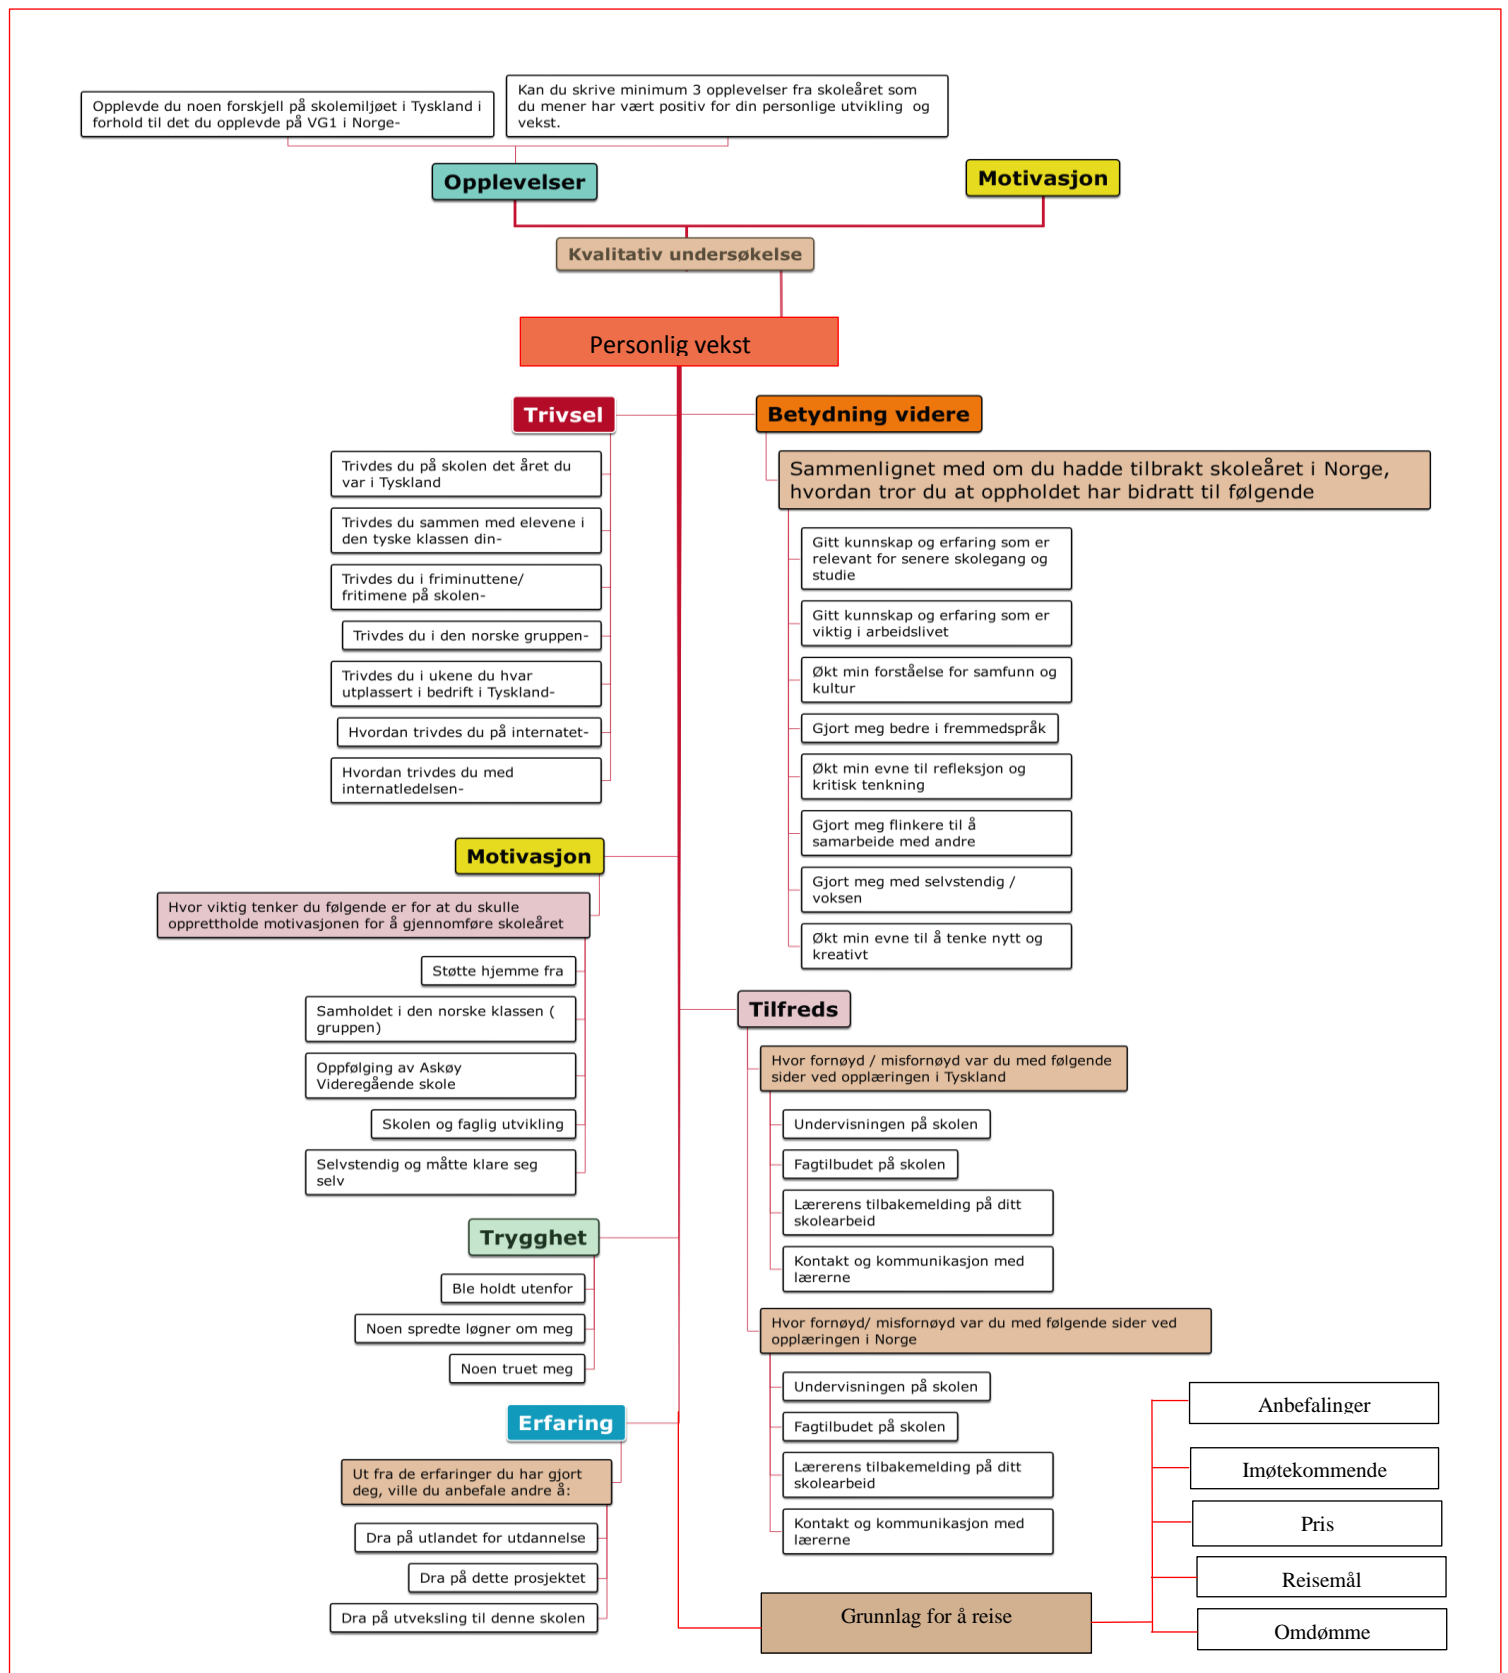 Opplevde du noen forskjell på skolemiljøet i Tyskland i
forhold til det du opplevde på VG1 i Norge-
Kan du skrive minimum 3 opplevelser fra skoleåret som
du mener har vært positiv for din personlige utvikling og
vekst.
Opplevelser
Motivasjon
Kvalitativ undersøkelse
Personlig vekst
Trivsel
Trivdes du på skolen det året du
var i Tyskland
Trivdes du sammen med elevene i
den tyske klassen din-
Trivdes du i friminuttene/
fritimene på skolen-
Trivdes du i den norske gruppen-
Trivdes du i ukene du hvar
utplassert i bedrift i Tyskland-
Hvordan trivdes du på internatet-
Hvordan trivdes du med
internatledelsen-
Betydning videre
Sammenlignet med om du hadde tilbrakt skoleåret i Norge,
hvordan tror du at oppholdet har bidratt til følgende
Gitt kunnskap og erfaring som er
relevant for senere skolegang og
studie
Gitt kunnskap og erfaring som er
viktig i arbeidslivet
Økt min forståelse for samfunn og
kultur
Gjort meg bedre i fremmedspråk
Økt min evne til refleksjon og
kritisk tenkning
Gjort meg flinkere til å
samarbeide med andre
Gjort meg med selvstendig /
voksen
Økt min evne til å tenke nytt og
kreativt
Motivasjon
Hvor viktig tenker du følgende er for at du skulle
opprettholde motivasjonen for å gjennomføre skoleåret
Støtte hjemme fra
Samholdet i den norske klassen (
gruppen)
Oppfølging av Askøy
Videregående skole
Skolen og faglig utvikling
Selvstendig og måtte klare seg
selv
Tilfreds
Hvor fornøyd / misfornøyd var du med følgende
sider ved opplæringen i Tyskland
Undervisningen på skolen
Fagtilbudet på skolen
Lærerens tilbakemelding på ditt
skolearbeid
Kontakt og kommunikasjon med
lærerne
Hvor fornøyd/ misfornøyd var du med følgende sider ved
opplæringen i Norge
Undervisningen på skolen
Fagtilbudet på skolen
Lærerens tilbakemelding på ditt
skolearbeid
Kontakt og kommunikasjon med
lærerne
Trygghet
Ble holdt utenfor
Noen spredte løgner om meg
Noen truet meg
Erfaring
Ut fra de erfaringer du har gjort
deg, ville du anbefale andre å:
Dra på utlandet for utdannelse
Dra på dette prosjektet
Dra på utveksling til denne skolen
Grunnlag for å reise
Anbefalinger
Imøtekommende
Pris
Reisemål
Omdømme